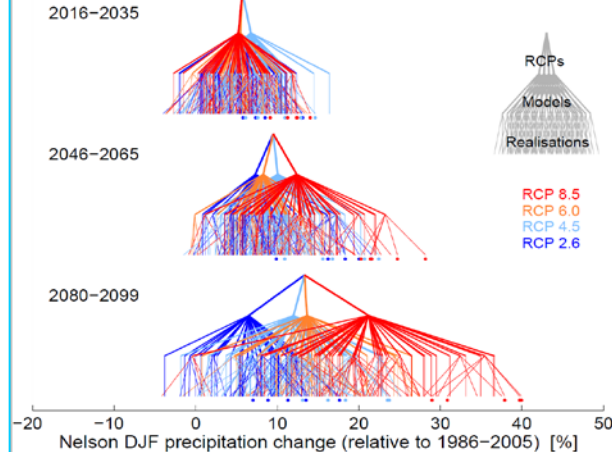 2016−2035
RCPs
Models
Realisations
2046−2065
RCP 8.5
RCP 6.0
RCP 4.5
RCP 2.6
2080−2099
−20 −10 0 10 20 30 40 50
Nelson DJF precipitation change (relative to 1986−2005) [%]